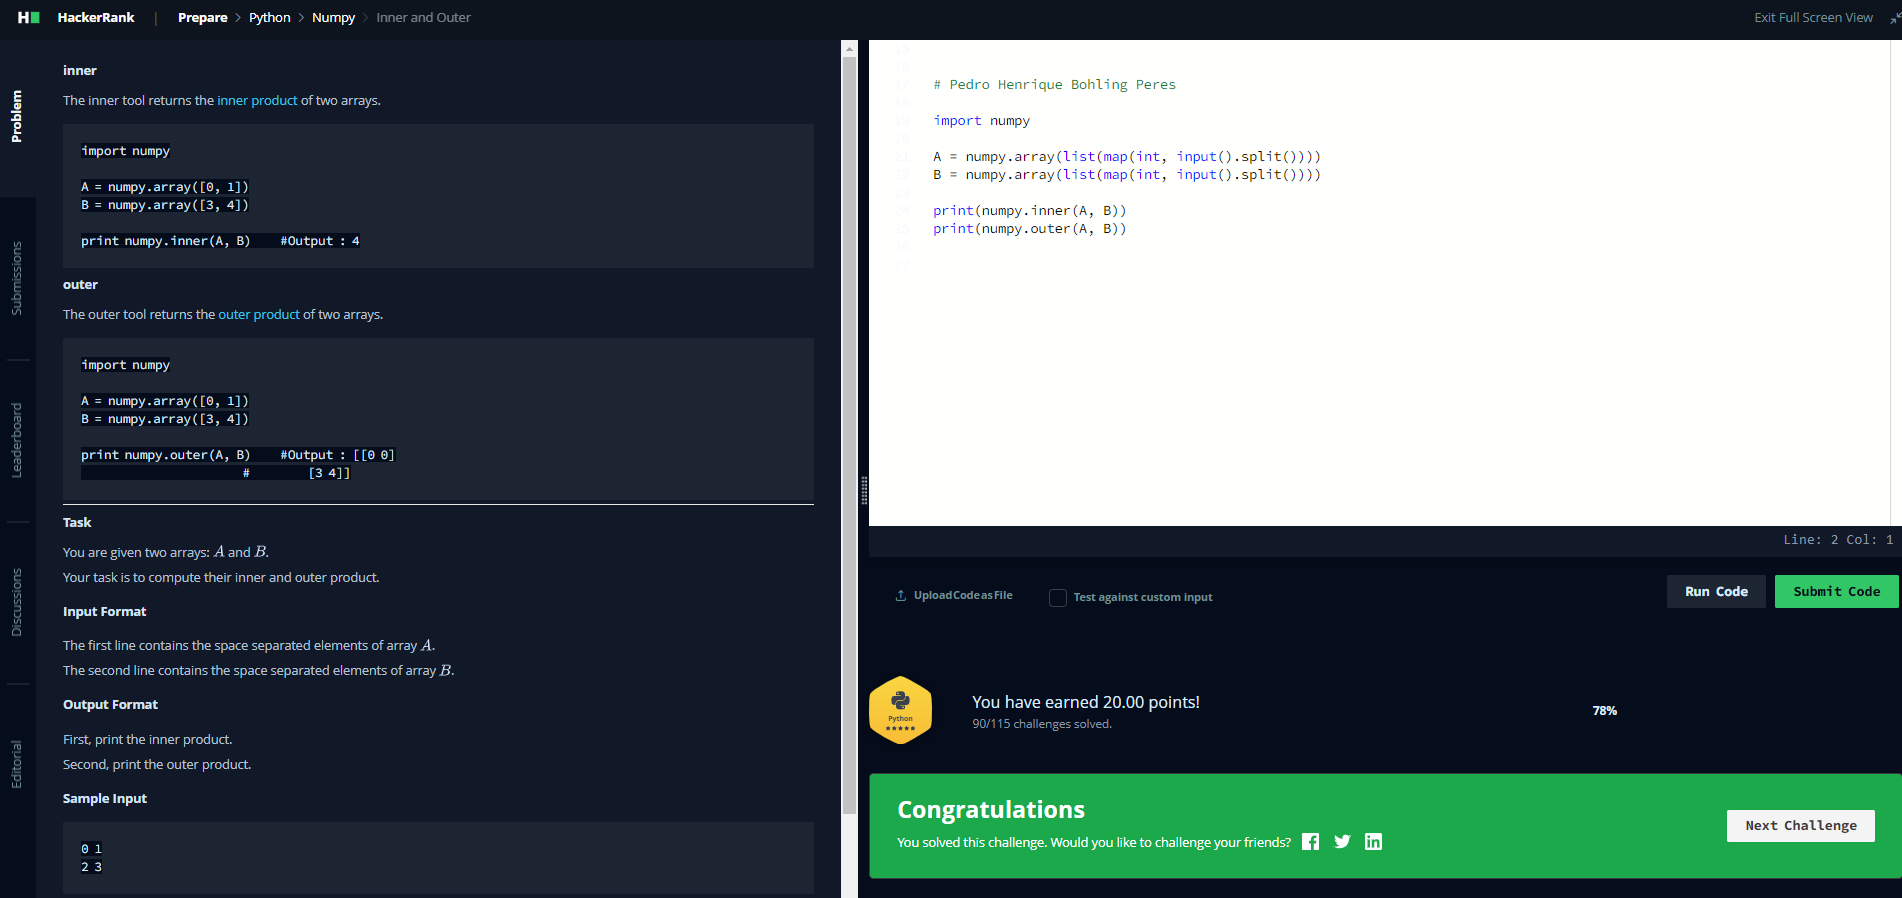 HackerRank | Prepare > Python > Numpy > Inner and Outer
Exit Full Screen View
Problem
Submissions
Leaderboard
Discussions
Editorial
inner
The inner tool returns the inner product of two arrays.
import numpy
A = numpy.array([0, 1])
B = numpy.array([3, 4])
print numpy.inner(A, B)    #Output : 4
outer
The outer tool returns the outer product of two arrays.
import numpy
A = numpy.array([0, 1])
B = numpy.array([3, 4])
print numpy.outer(A, B)    #Output : [[0 0]
#        [3 4]]
Task
You are given two arrays: A and B.
Your task is to compute their inner and outer product.
Input Format
The first line contains the space separated elements of array A.
The second line contains the space separated elements of array B.
Output Format
First, print the inner product.
Second, print the outer product.
Sample Input
0 1
2 3
15
16
17 # Pedro Henrique Bohling Peres
18
19 import numpy
20
21 A = numpy.array(list(map(int, input().split())))
22 B = numpy.array(list(map(int, input().split())))
23
24 print(numpy.inner(A, B))
25 print(numpy.outer(A, B))
26
27
Line: 2 Col: 1
Upload Code as File
Test against custom input
Run Code
Submit Code
Python
You have earned 20.00 points!
90/115 challenges solved.
78%
Congratulations
You solved this challenge. Would you like to challenge your friends?
Next Challenge